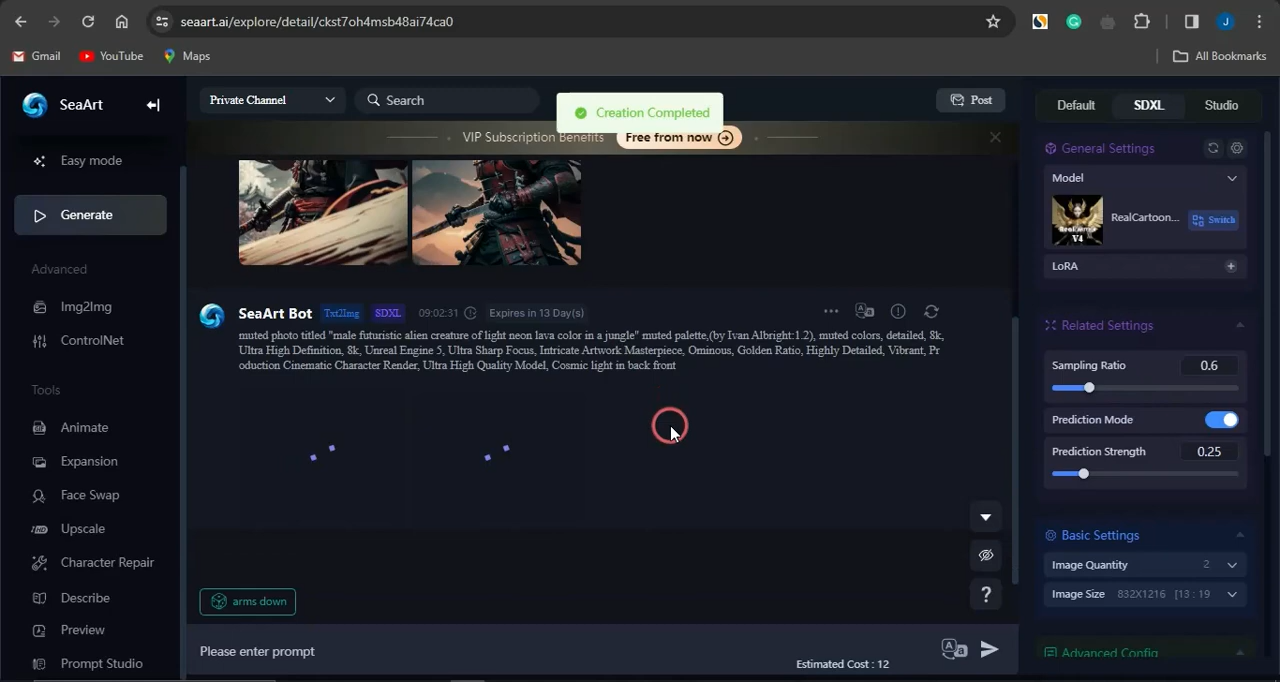 seaart.ai/explore/detail/ckst7oh4msb48ai74ca0
J
Gmail
YouTube
Maps
All Bookmarks
SeaArt
Easy mode
Generate
Advanced
Img2Img
ControlNet
Tools
Animate
Expansion
Face Swap
Upscale
Character Repair
Describe
Preview
Prompt Studio
Private Channel
Search
Creation Completed
Post
VIP Subscription Benefits
Free from now
SeaArt Bot
Txt2Img
SDXL
09:02:31
Expires in 13 Day(s)
muted photo titled "male futuristic alien creature of light neon lava color in a jungle" muted palette,(by Ivan Albright:1.2), muted colors, detailed, 8k,
Ultra High Definition, 8k, Unreal Engine 5, Ultra Sharp Focus, Intricate Artwork Masterpiece, Ominous, Golden Ratio, Highly Detailed, Vibrant, Pr
oduction Cinematic Character Render, Ultra High Quality Model, Cosmic light in back front
arms down
Please enter prompt
Estimated Cost : 12
Default
SDXL
Studio
General Settings
Model
V4
RealCartoon...
Switch
LoRA
Related Settings
Sampling Ratio
0.6
Prediction Mode
Prediction Strength
0.25
Basic Settings
Image Quantity
2
Image Size
832X1216
[13 : 19
Advanced Config